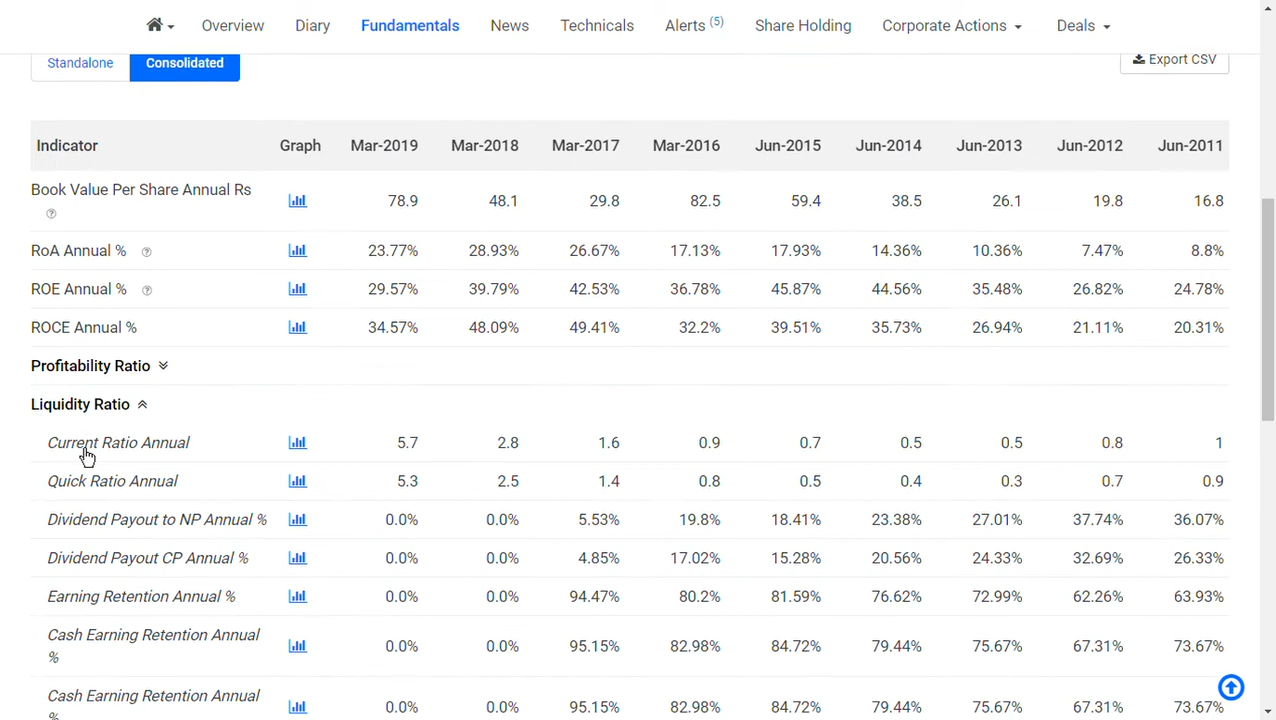 Overview Diary Fundamentals News Technicals Alerts (5) Share Holding Corporate Actions Deals
Standalone Consolidated Export CSV
Indicator Graph Mar-2019 Mar-2018 Mar-2017 Mar-2016 Jun-2015 Jun-2014 Jun-2013 Jun-2012 Jun-2011
Book Value Per Share Annual Rs 78.9 48.1 29.8 82.5 59.4 38.5 26.1 19.8 16.8
RoA Annual % 23.77% 28.93% 26.67% 17.13% 17.93% 14.36% 10.36% 7.47% 8.8%
ROE Annual % 29.57% 39.79% 42.53% 36.78% 45.87% 44.56% 35.48% 26.82% 24.78%
ROCE Annual % 34.57% 48.09% 49.41% 32.2% 39.51% 35.73% 26.94% 21.11% 20.31%
Profitability Ratio
Liquidity Ratio
Current Ratio Annual 5.7 2.8 1.6 0.9 0.7 0.5 0.5 0.8 1
Quick Ratio Annual 5.3 2.5 1.4 0.8 0.5 0.4 0.3 0.7 0.9
Dividend Payout to NP Annual % 0.0% 0.0% 5.53% 19.8% 18.41% 23.38% 27.01% 37.74% 36.07%
Dividend Payout CP Annual % 0.0% 0.0% 4.85% 17.02% 15.28% 20.56% 24.33% 32.69% 26.33%
Earning Retention Annual % 0.0% 0.0% 94.47% 80.2% 81.59% 76.62% 72.99% 62.26% 63.93%
Cash Earning Retention Annual
% 0.0% 0.0% 95.15% 82.98% 84.72% 79.44% 75.67% 67.31% 73.67%
Cash Earning Retention Annual
% 0.0% 0.0% 95.15% 82.98% 84.72% 79.44% 75.67% 67.31% 73.67%